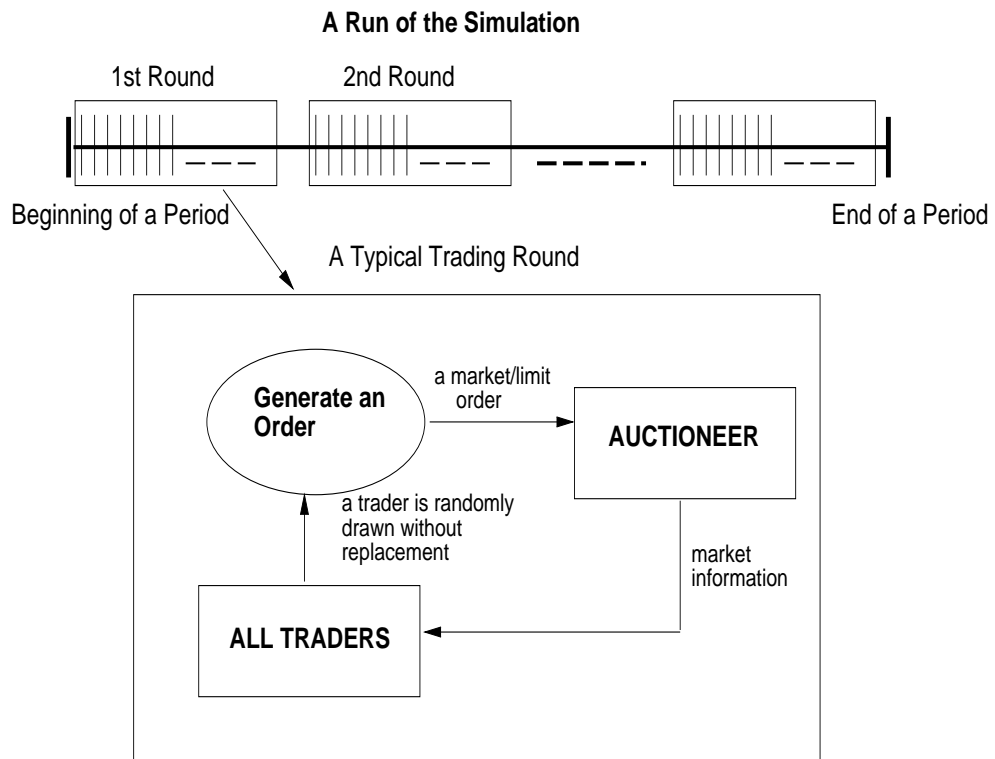 A Run of the Simulation
1st Round
2nd Round
Beginning of a Period
End of a Period
A Typical Trading Round
Generate an
Order
a market/limit
order
AUCTIONEER
a trader is randomly
drawn without
replacement
market
information
ALL TRADERS